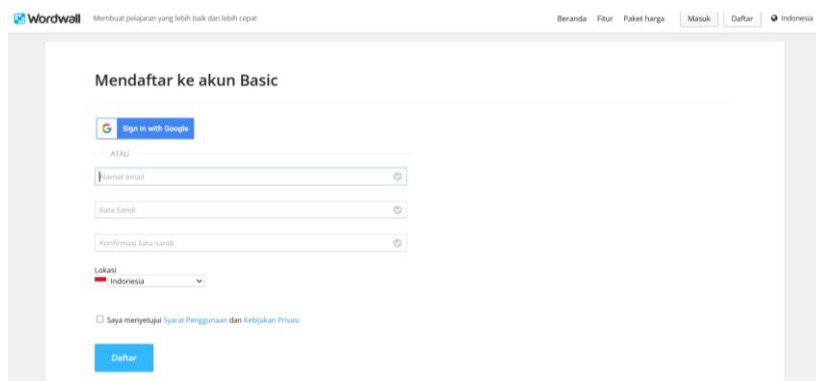 Wordwall Membuat pelajaran yang lebih baik dan lebih cepat Beranda Fitur Paket harga Masuk Daftar Indonesia
Mendaftar ke akun Basic
Sign in with Google
ATAU
Alamat email
Kata Sandi
Konfirmasi kata sandi
Lokasi
Indonesia
Saya menyetujui Syarat Penggunaan dan Kebijakan Privasi
Daftar